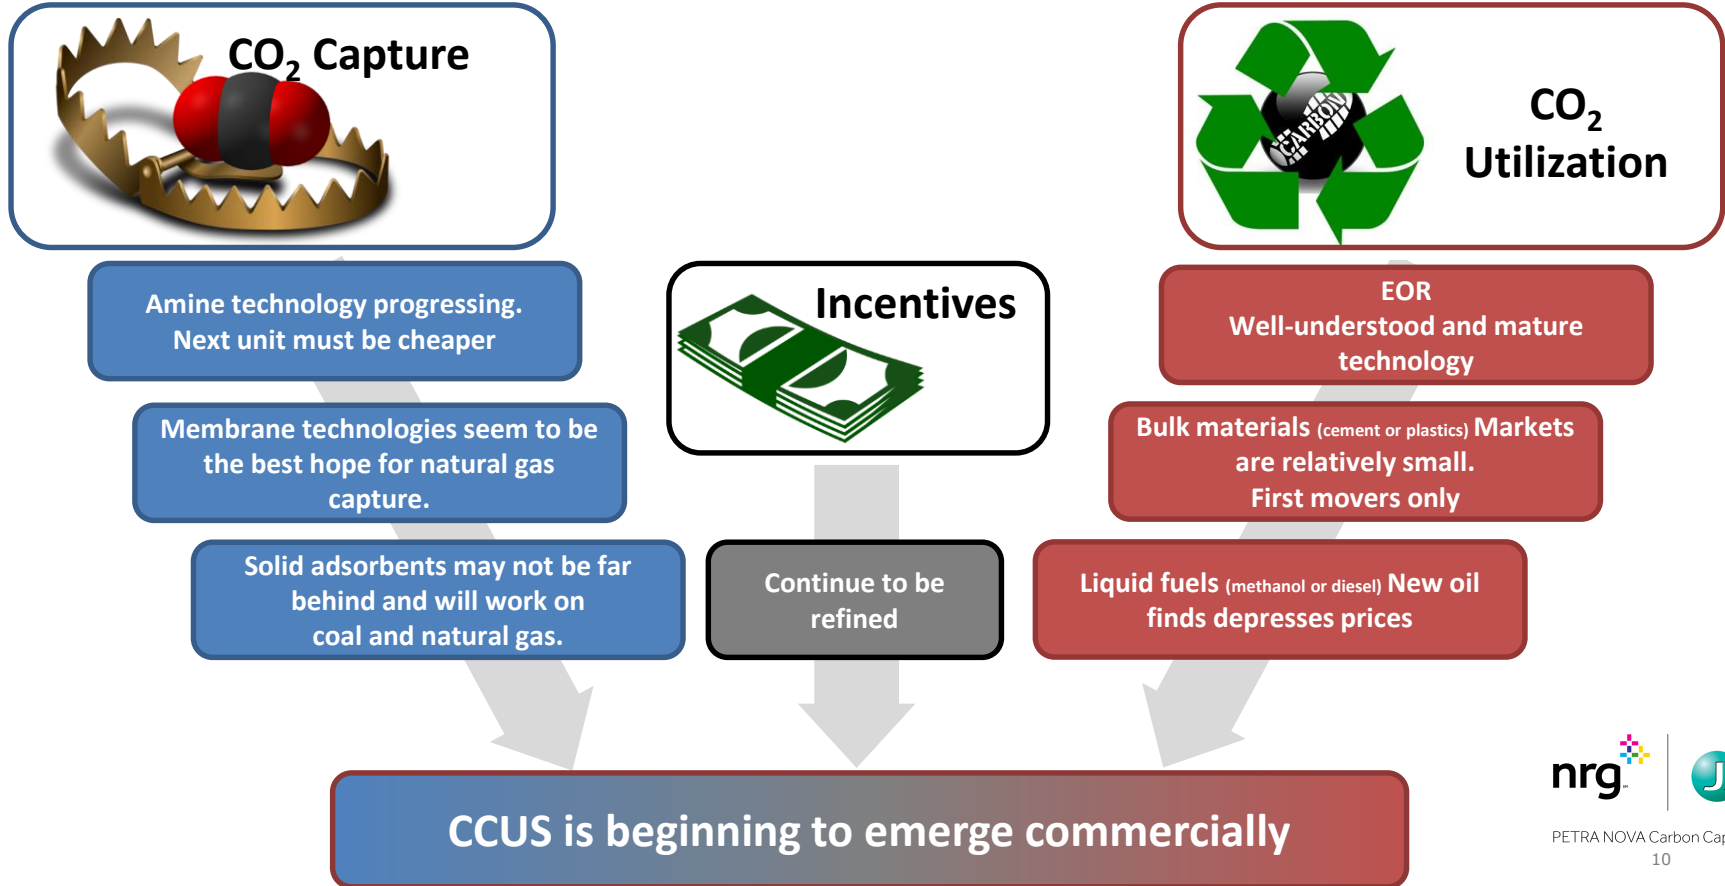 CO₂ Capture
CARBON
CO₂
Utilization
Amine technology progressing.
Next unit must be cheaper
Membrane technologies seem to be
the best hope for natural gas
capture.
Solid adsorbents may not be far
behind and will work on
coal and natural gas.
Incentives
Continue to be
refined
EOR
Well-understood and mature
technology
Bulk materials (cement or plastics) Markets
are relatively small.
First movers only
Liquid fuels (methanol or diesel) New oil
finds depresses prices
CCUS is beginning to emerge commercially
nrg
J
PETRA NOVA Carbon Cap
10